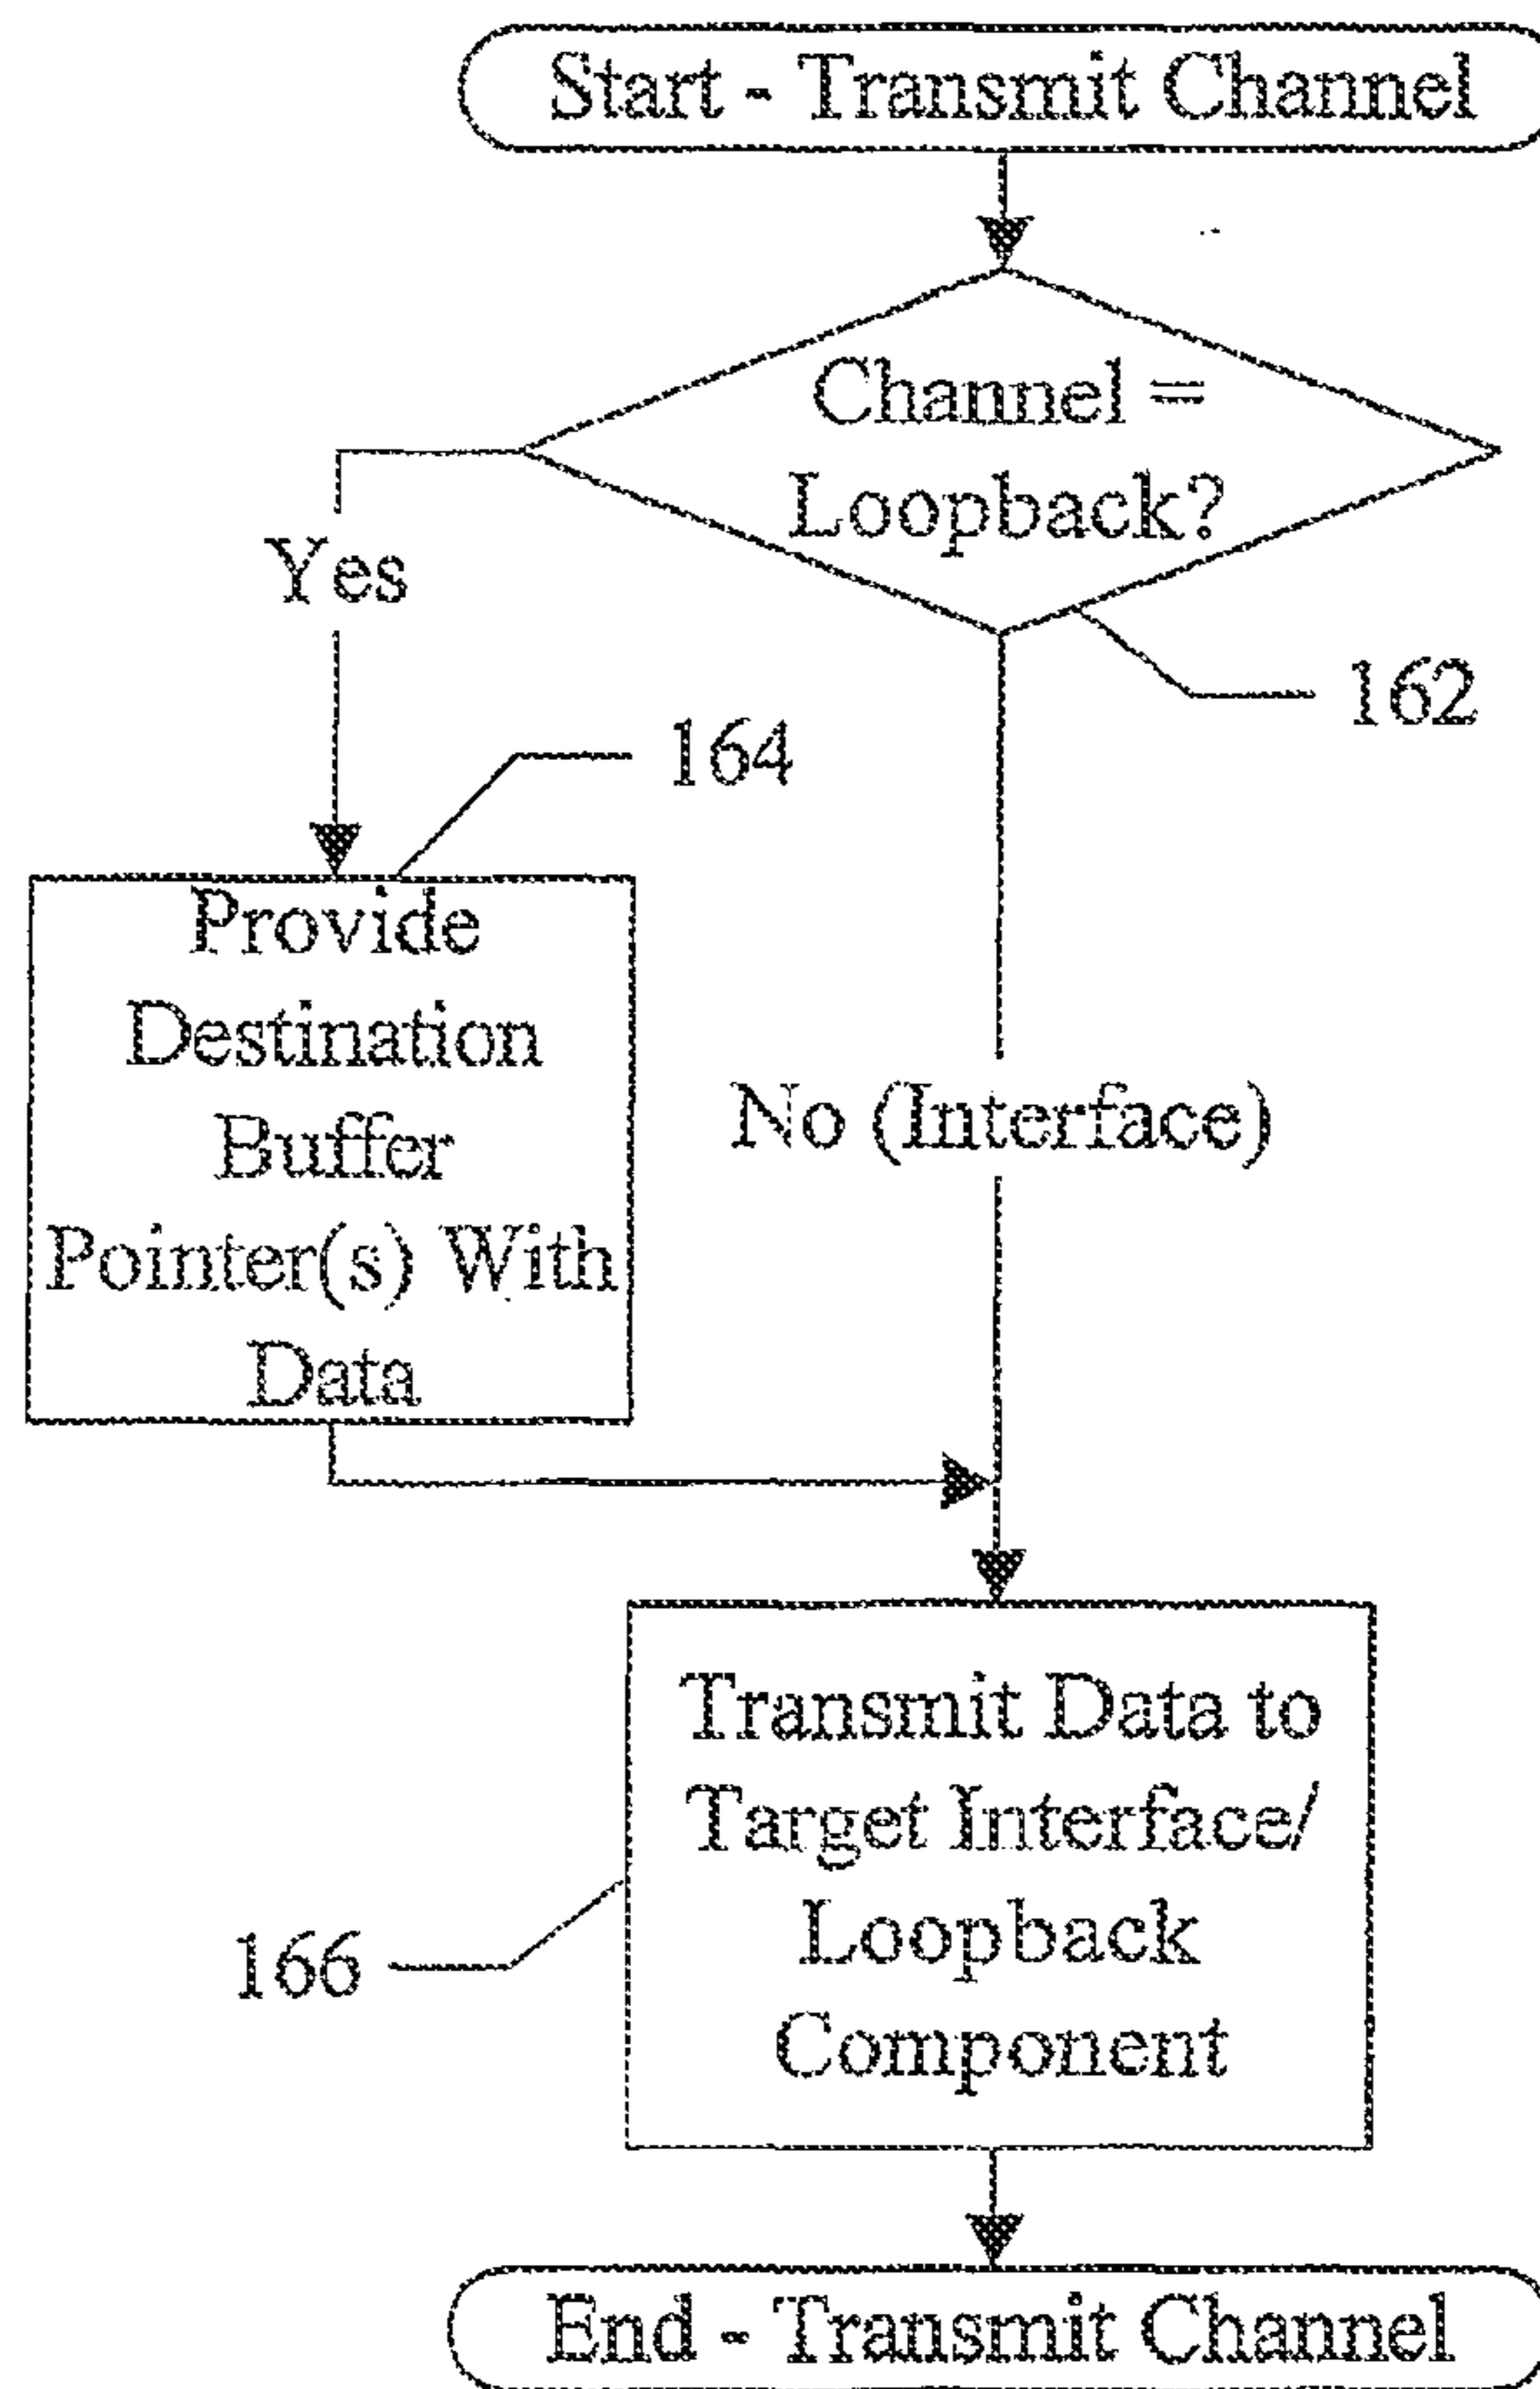 Start - Transmit Channel
Channel =
Loopback?
Yes
162
164
Provide
Destination
Buffer
Pointer(s) With
Data
No (Interface)
Transmit Data to
Target Interface/
Loopback
Component
166
End - Transmit Channel